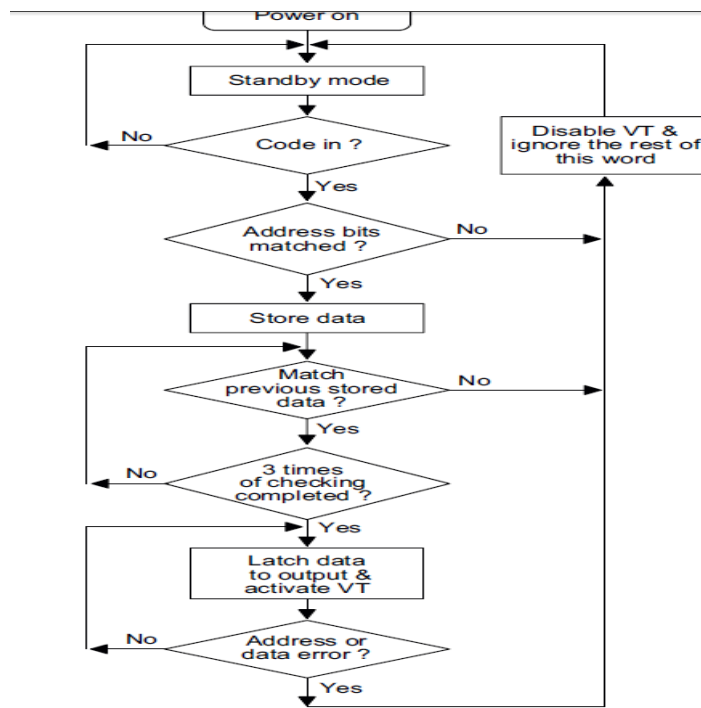 Power on
Standby mode
No
Code in ?
Disable VT &
ignore the rest of
this word
Yes
Address bits
matched ?
No
Yes
Store data
Match
previous stored
data ?
No
Yes
No
3 times
of checking
completed ?
Yes
Latch data
to output &
activate VT
No
Address or
data error ?
Yes